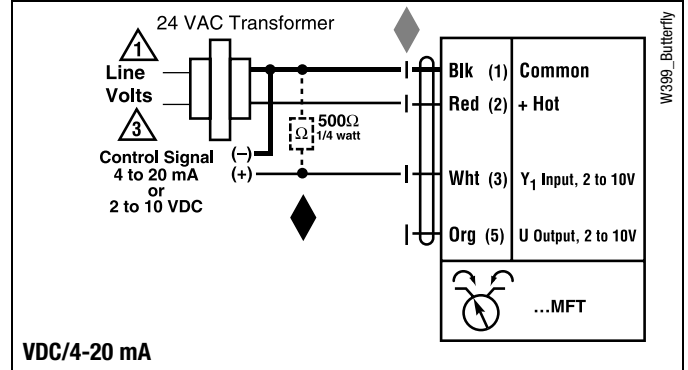 24 VAC Transformer
1
Line
Volts
3
Control Signal
4 to 20 mA
or
2 to 10 VDC
(–)
(+)
Ω
500Ω
1/4 watt
Blk (1) Common
Red (2) + Hot
Wht (3) Y1 Input, 2 to 10V
Org (5) U Output, 2 to 10V
...MFT
VDC/4-20 mA
W399_Butterfly